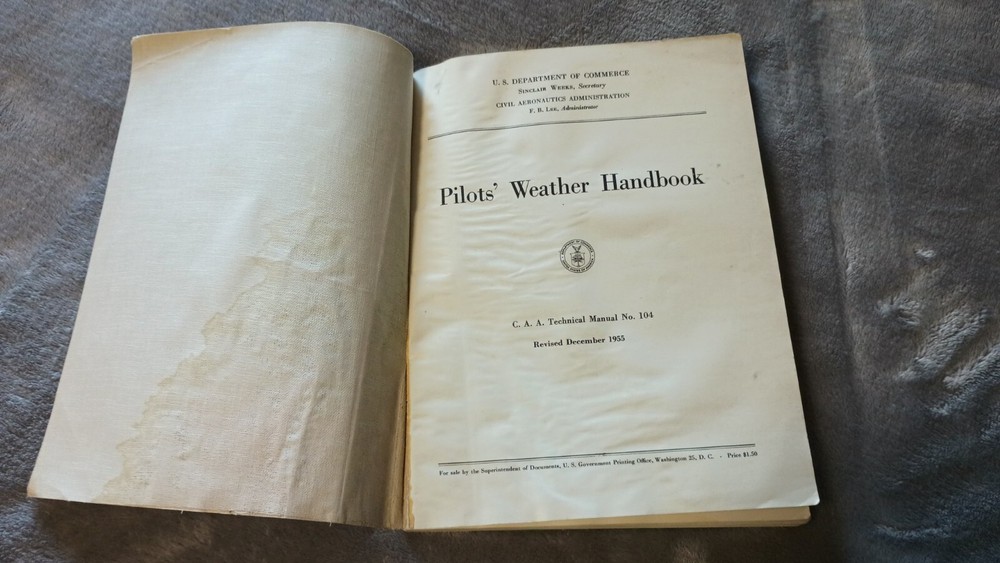 U. S. DEPARTMENT OF COMMERCE
SINCLAIR WEEKS, Secretary
CIVIL AERONAUTICS ADMINISTRATION
F. B. LEE, Administrator
Pilots' Weather Handbook
C. A. A. Technical Manual No. 104
Revised December 1955
For sale by the Superintendent of Documents, U. S. Government Printing Office, Washington 25, D. C. - Price $1.50